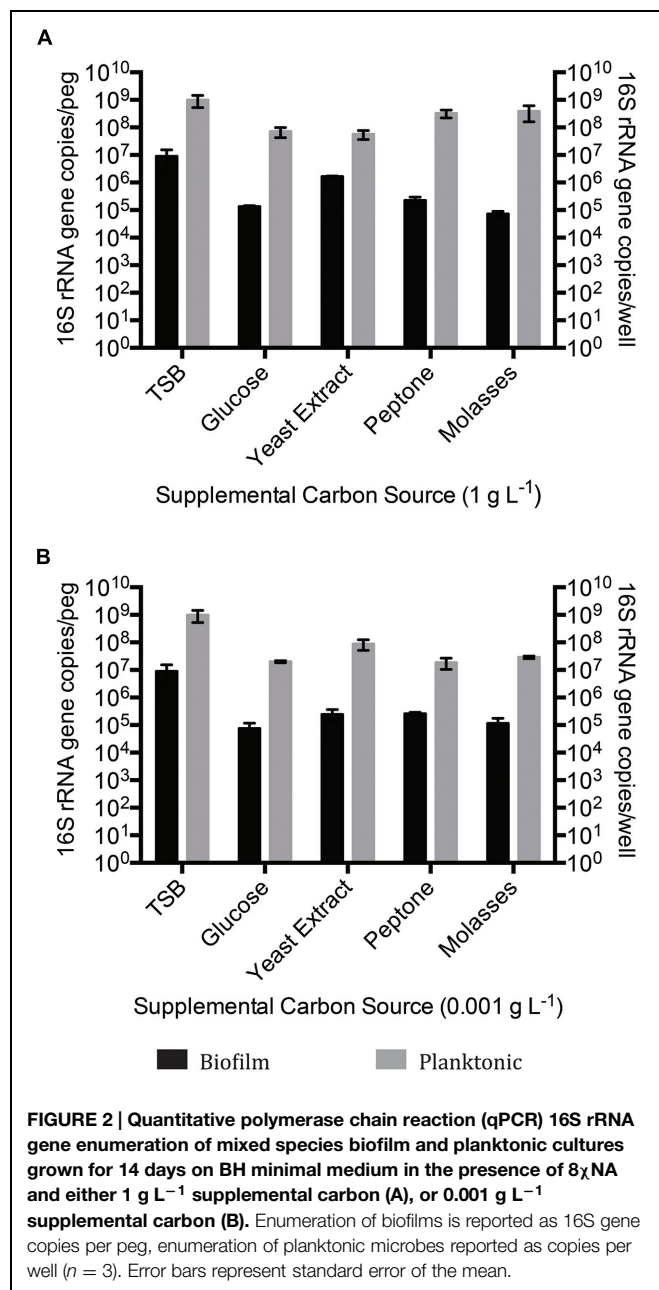 A
16S rRNA gene copies/peg
10^10
10^9
10^8
10^7
10^6
10^5
10^4
10^3
10^2
10^1
10^0
10^10
10^9
10^8
10^7
10^6
10^5
10^4
10^3
10^2
10^1
10^0
16S rRNA gene copies/well
TSB
Glucose
Yeast Extract
Peptone
Molasses
Supplemental Carbon Source (1 g L^-1)
B
16S rRNA gene copies/peg
10^10
10^9
10^8
10^7
10^6
10^5
10^4
10^3
10^2
10^1
10^0
10^10
10^9
10^8
10^7
10^6
10^5
10^4
10^3
10^2
10^1
10^0
16S rRNA gene copies/well
TSB
Glucose
Yeast Extract
Peptone
Molasses
Supplemental Carbon Source (0.001 g L^-1)
Biofilm
Planktonic
FIGURE 2 | Quantitative polymerase chain reaction (qPCR) 16S rRNA
gene enumeration of mixed species biofilm and planktonic cultures
grown for 14 days on BH minimal medium in the presence of 8χNA
and either 1 g L−1 supplemental carbon (A), or 0.001 g L−1
supplemental carbon (B). Enumeration of biofilms is reported as 16S gene
copies per peg, enumeration of planktonic microbes reported as copies per
well (n = 3). Error bars represent standard error of the mean.